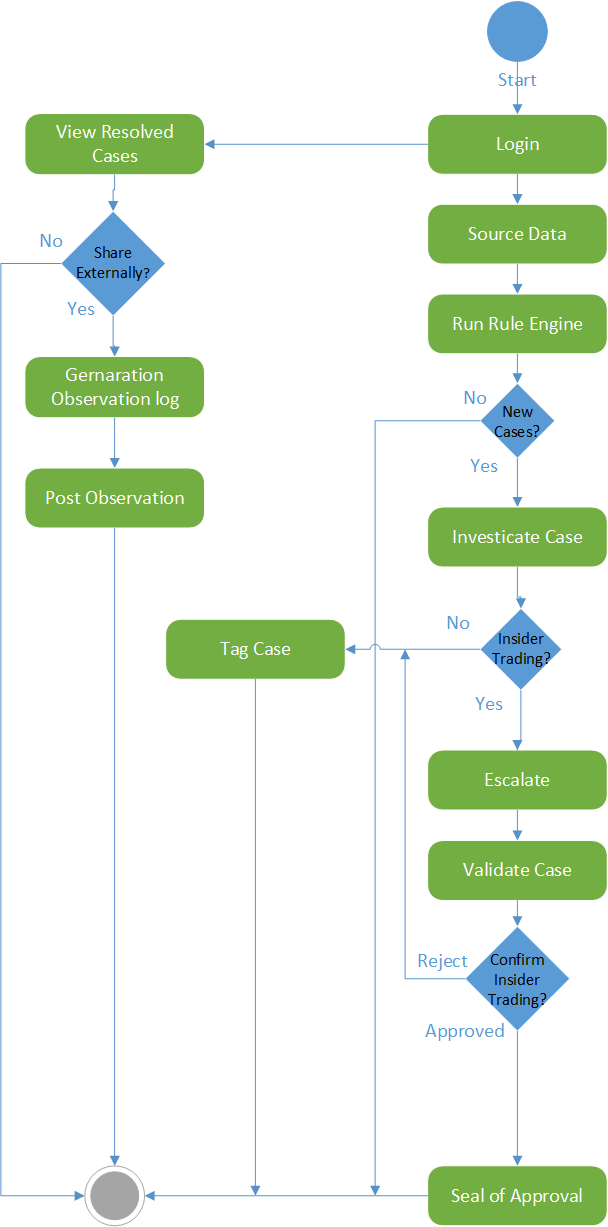 Start
View Resolved
Cases
Login
Source Data
No
Share
Externally?
Yes
Run Rule Engine
Gernaration
Observation log
No
New
Cases?
Yes
Post Observation
Investicate Case
No
Insider
Trading?
Tag Case
Yes
Escalate
Validate Case
Reject
Confirm
Insider
Trading?
Approved
Seal of Approval